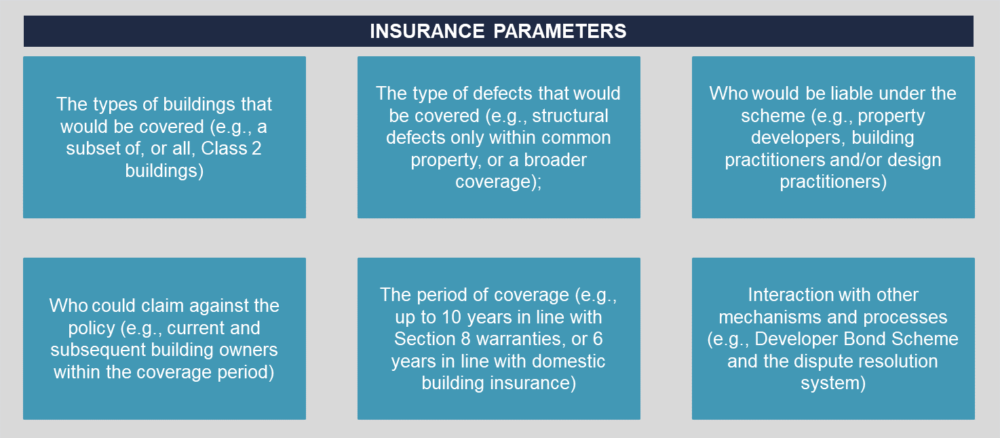 INSURANCE PARAMETERS
The types of buildings that
would be covered (e.g., a
subset of, or all, Class 2
buildings)
The type of defects that would
be covered (e.g., structural
defects only within common
property, or a broader
coverage);
Who would be liable under the
scheme (e.g., property
developers, building
practitioners and/or design
practitioners)
Who could claim against the
policy (e.g., current and
subsequent building owners
within the coverage period)
The period of coverage (e.g.,
up to 10 years in line with
Section 8 warranties, or 6
years in line with domestic
building insurance)
Interaction with other
mechanisms and processes
(e.g., Developer Bond Scheme
and the dispute resolution
system)